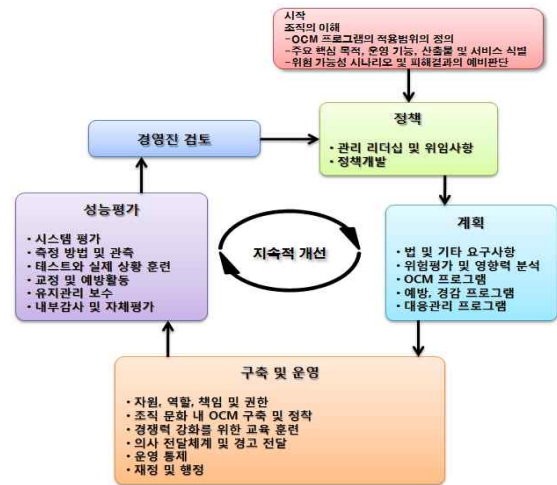 시작
조직의 이해
-OCM 프로그램의 적용범위의 정의
-주요 핵심 목적, 운영 기능, 산출물 및 서비스 식별
-위험 가능성 시나리오 및 피해결과의 예비판단
경영진 검토
정책
• 관리 리더십 및 위임사항
• 정책개발
성능평가
• 시스템 평가
• 측정 방법 및 관측
• 테스트와 실제 상황 훈련
• 교정 및 예방활동
• 유지관리 보수
• 내부감사 및 자체평가
지속적 개선
계획
• 법 및 기타 요구사항
• 위험평가 및 영향력 분석
• OCM 프로그램
• 예방, 경감 프로그램
• 대응관리 프로그램
구축 및 운영
• 자원, 역할, 책임 및 권한
• 조직 문화 내 OCM 구축 및 정착
• 경쟁력 강화를 위한 교육 훈련
• 의사 전달체계 및 경고 전달
• 운영 통제
• 재정 및 행정